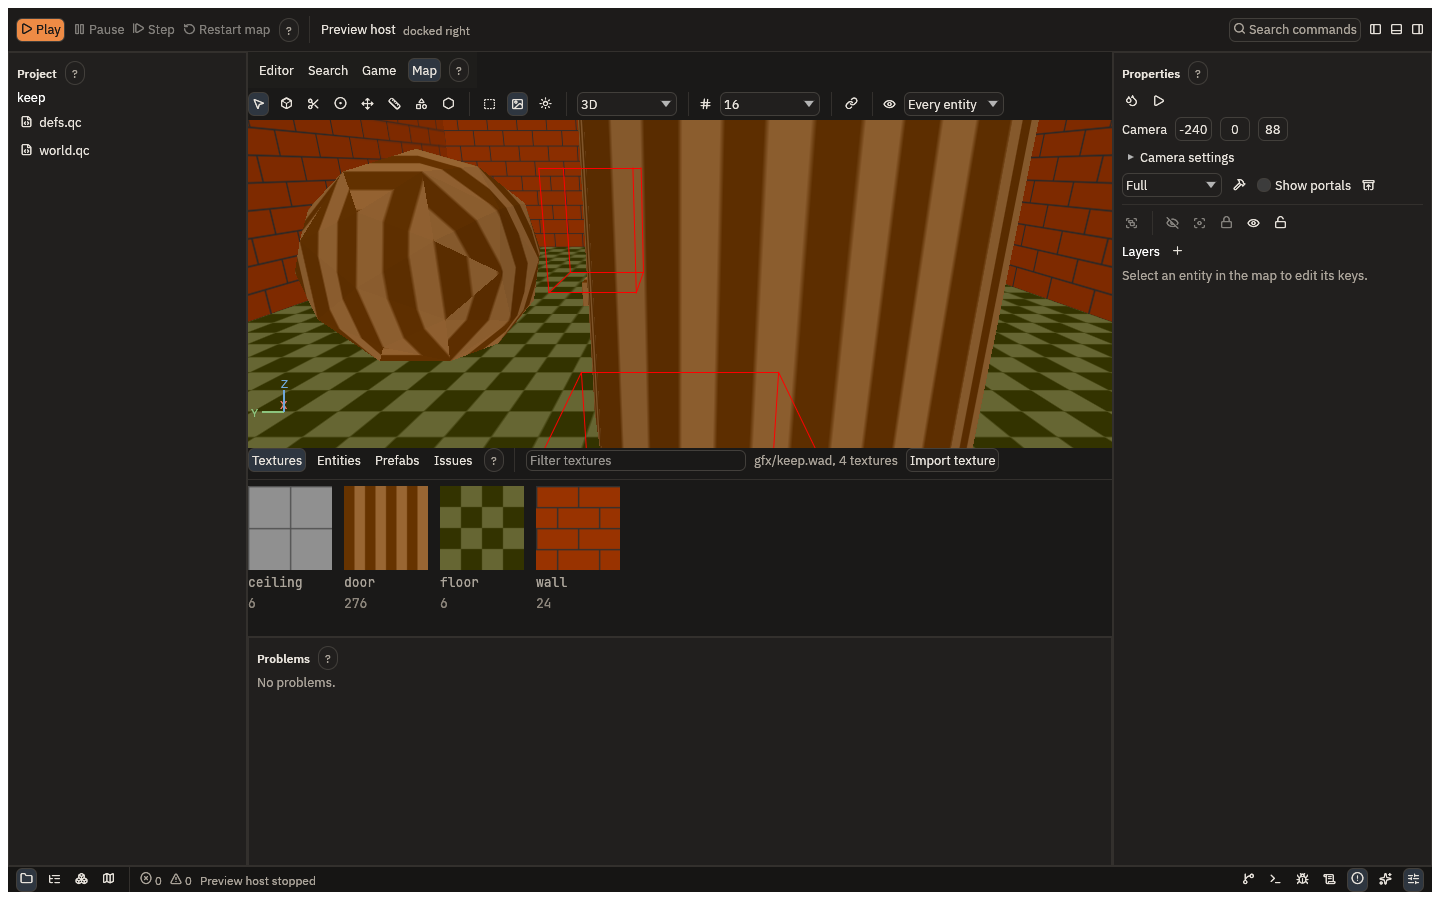 Play Pause Step Restart map ? Preview host docked right Search commands
Project ?
keep
defs.qc
world.qc
Editor Search Game Map ?
3D # 16 Every entity
Z
Y X
Textures Entities Prefabs Issues ? Filter textures gfx/keep.wad, 4 textures Import texture
ceiling door floor wall
6 276 6 24
Problems ?
No problems.
Properties ?
Camera -240 0 88
Camera settings
Full Show portals
Layers +
Select an entity in the map to edit its keys.
0 0 Preview host stopped